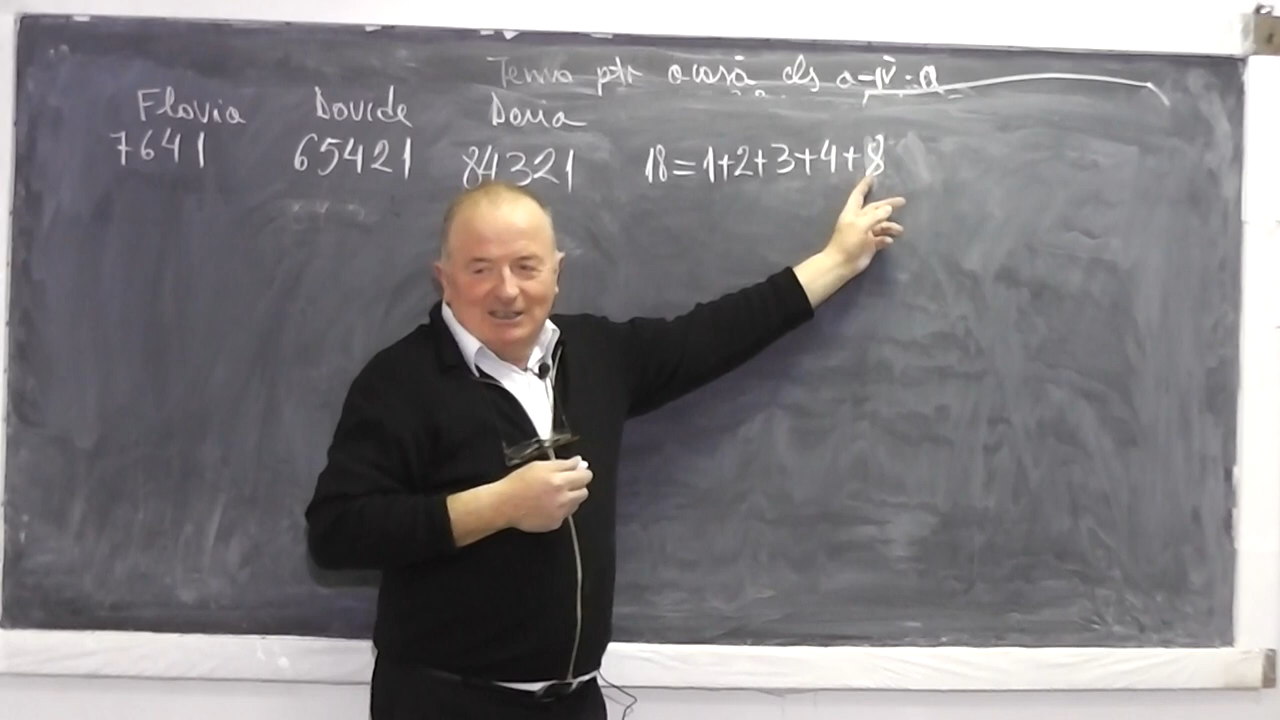 Tema ptr acasă cls a-IV-a
Flavia Davide Daria
7641 65421 84321 18=1+2+3+4+8